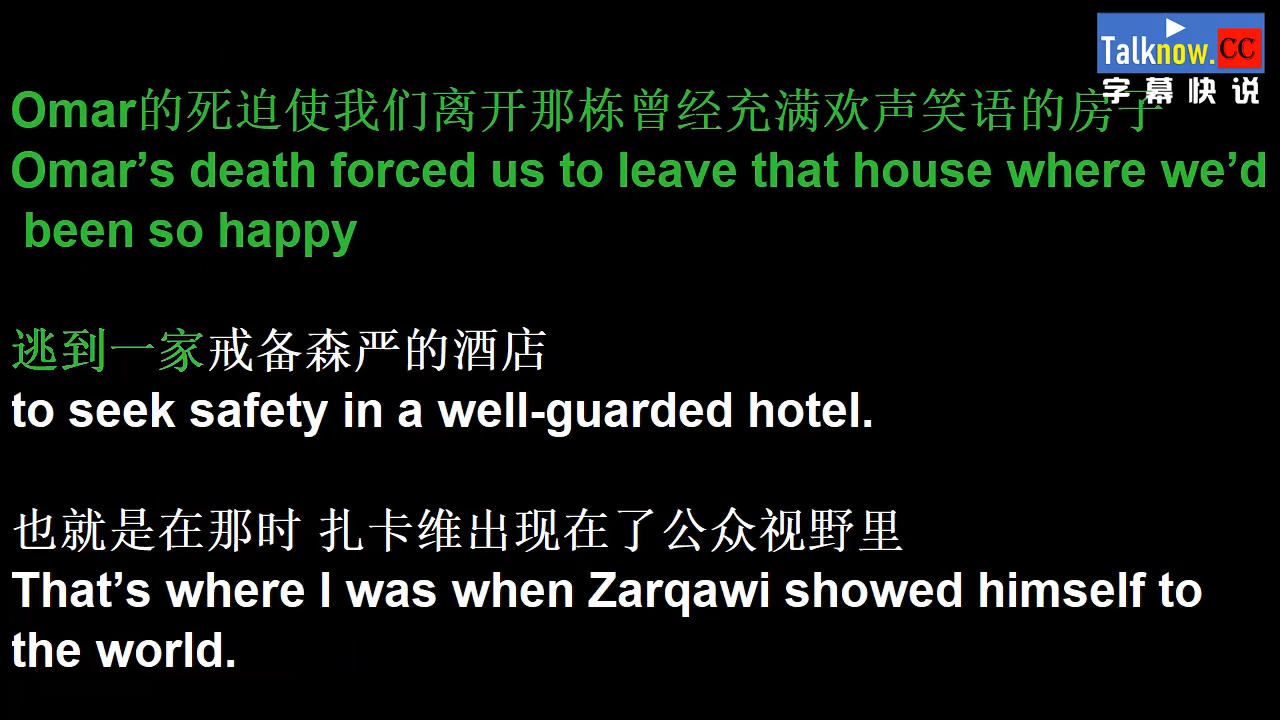 Talknow.CC
字幕快说
Omar的死迫使我们离开那栋曾经充满欢声笑语的房子
Omar’s death forced us to leave that house where we’d
been so happy
逃到一家戒备森严的酒店
to seek safety in a well-guarded hotel.
也就是在那时 扎卡维出现在了公众视野里
That’s where I was when Zarqawi showed himself to
the world.